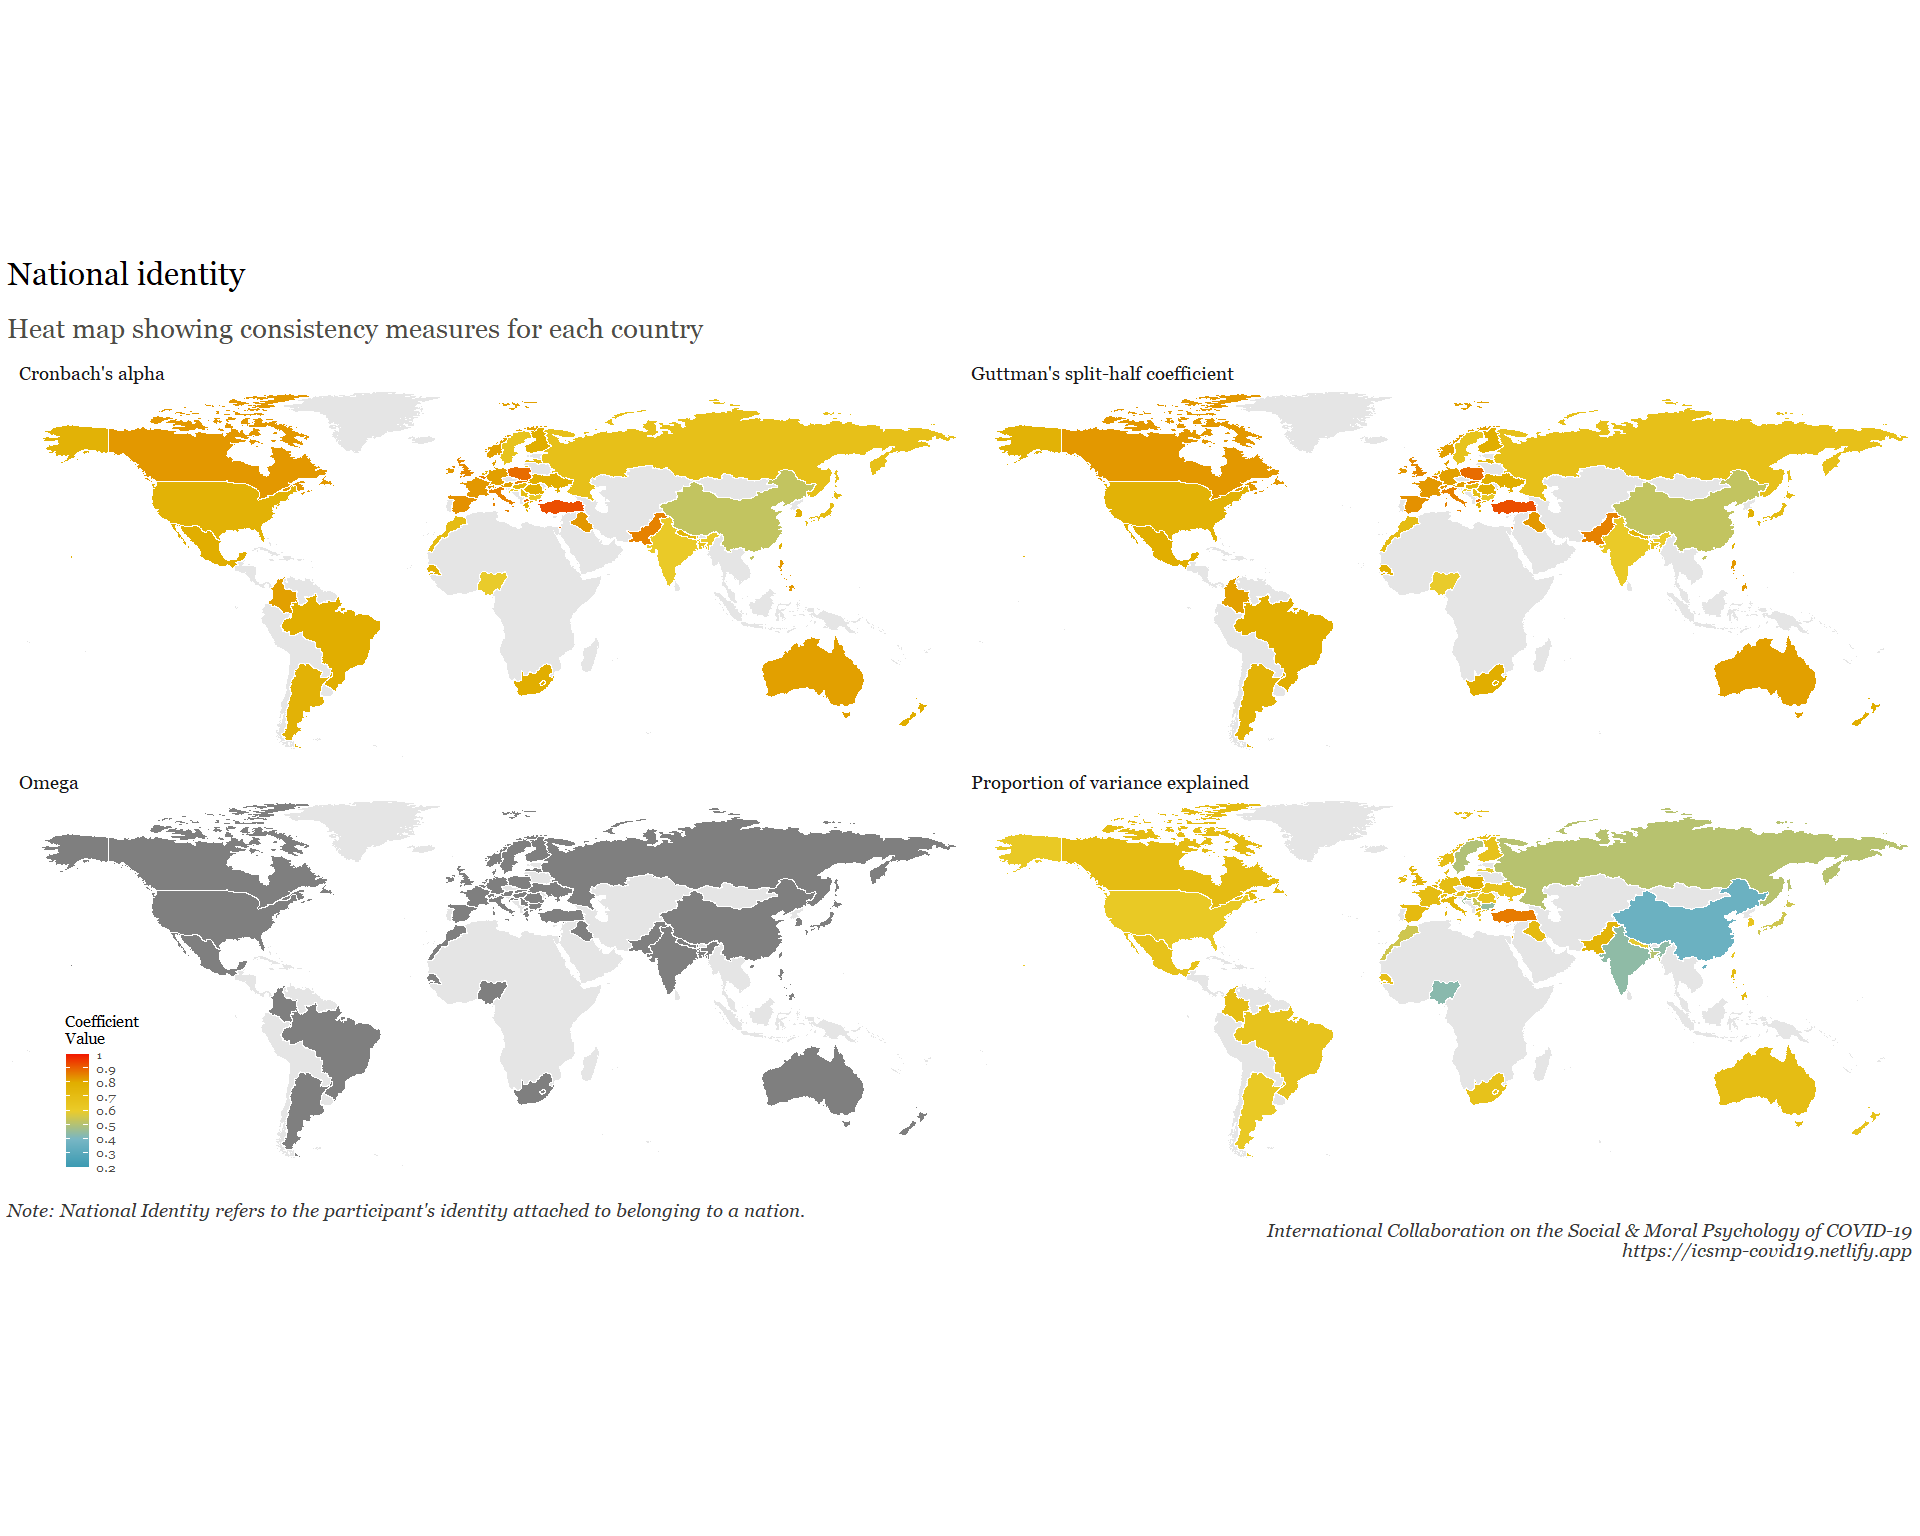 National identity
Heat map showing consistency measures for each country
Cronbach's alpha
Guttman's split-half coefficient
Omega
Proportion of variance explained
Coefficient
Value
1
0.9
0.8
0.7
0.6
0.5
0.4
0.3
0.2
Note: National Identity refers to the participant's identity attached to belonging to a nation.
International Collaboration on the Social & Moral Psychology of COVID-19
https://icsmp-covid19.netlify.app